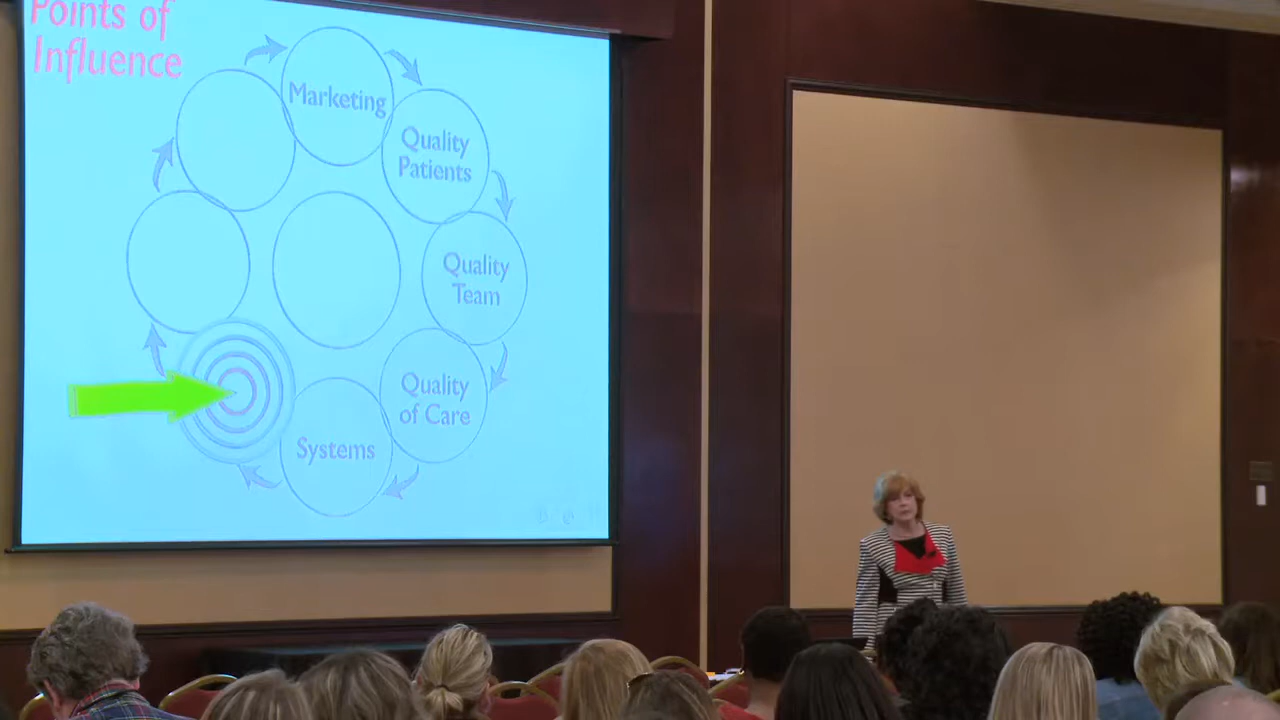 Points of
Influence
Marketing
Quality
Patients
Quality
Team
Quality
of Care
Systems